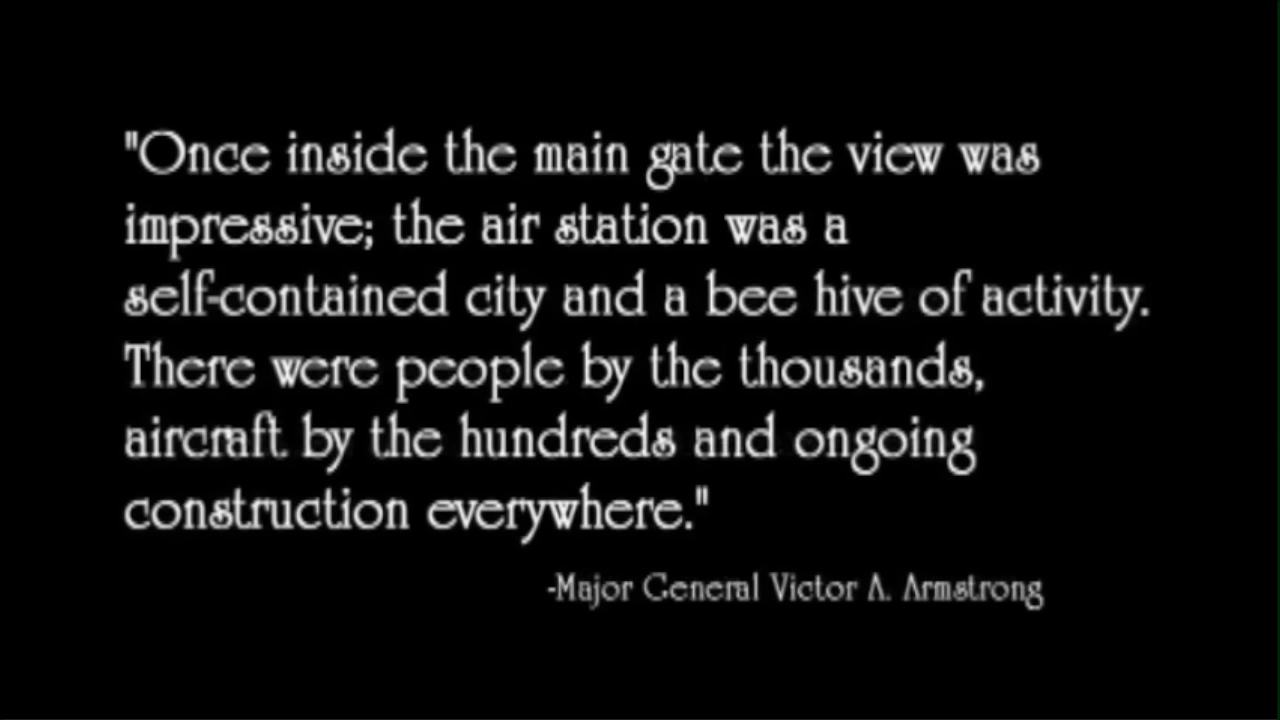 "Once inside the main gate the view was
impressive; the air station was a
self-contained city and a bee hive of activity.
There were people by the thousands,
aircraft by the hundreds and ongoing
construction everywhere."
-Major General Victor A. Armstrong